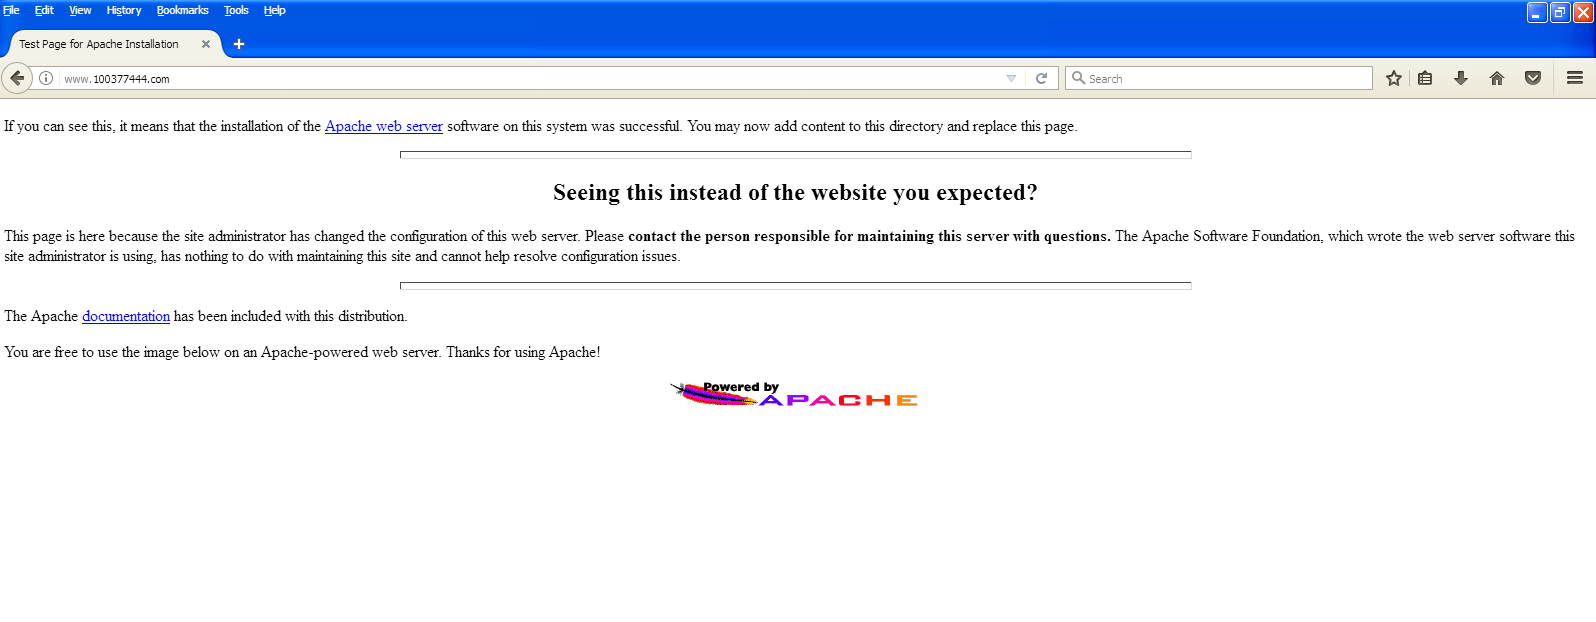 File Edit View History Bookmarks Tools Help
Test Page for Apache Installation
www.100377444.com
Search
If you can see this, it means that the installation of the Apache web server software on this system was successful. You may now add content to this directory and replace this page.
Seeing this instead of the website you expected?
This page is here because the site administrator has changed the configuration of this web server. Please contact the person responsible for maintaining this server with questions. The Apache Software Foundation, which wrote the web server software this
site administrator is using, has nothing to do with maintaining this site and cannot help resolve configuration issues.
The Apache documentation has been included with this distribution.
You are free to use the image below on an Apache-powered web server. Thanks for using Apache!
Powered by
APACHE